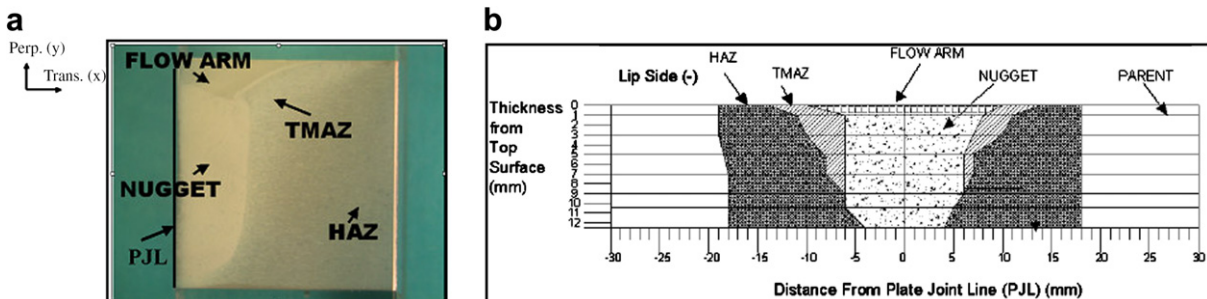 a
Perp. (y)
Trans. (x)
FLOW ARM
TMAZ
NUGGET
HAZ
PJL
b
HAZ
FLOW ARM
Lip Side (-)
TMAZ
NUGGET
PARENT
Thickness
from
Top
Surface
(mm)
0
1
2
3
4
5
6
7
8
9
10
11
12
-30 -25 -20 -15 -10 -5 0 5 10 15 20 25 30
Distance From Plate Joint Line (PJL) (mm)